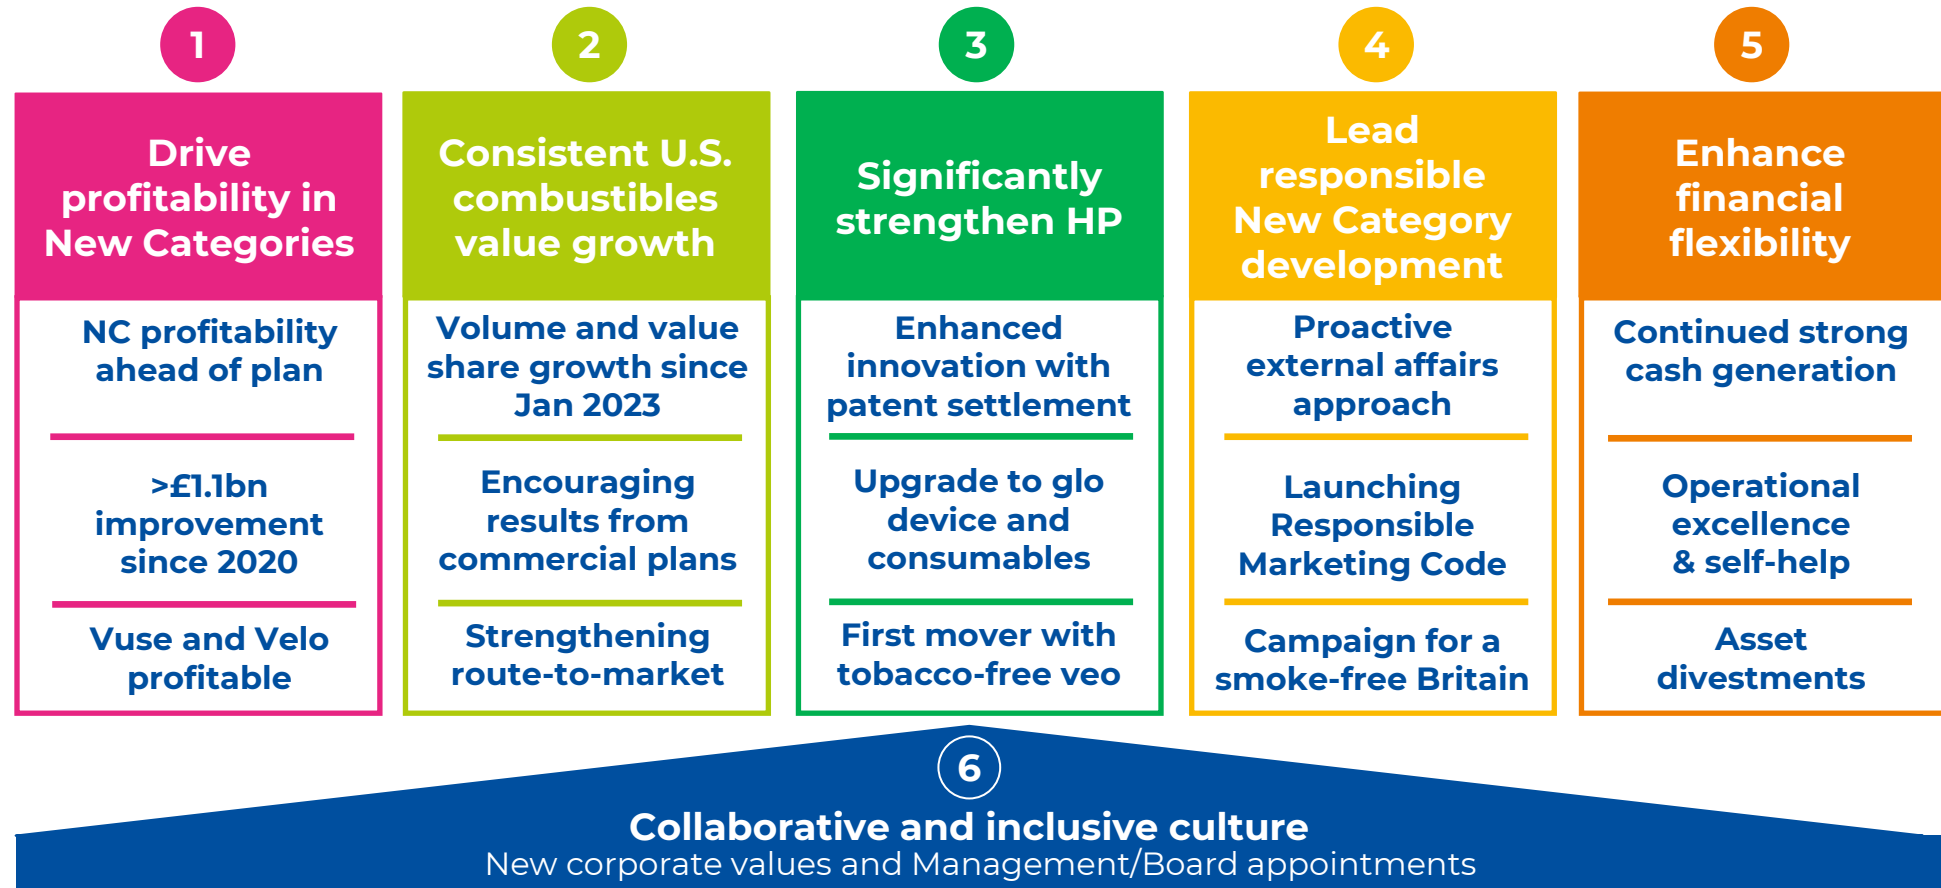 1
Drive
profitability in
New Categories
NC profitability
ahead of plan
>£1.1bn
improvement
since 2020
Vuse and Velo
profitable
2
Consistent U.S.
combustibles
value growth
Volume and value
share growth since
Jan 2023
Encouraging
results from
commercial plans
Strengthening
route-to-market
3
Significantly
strengthen HP
Enhanced
innovation with
patent settlement
Upgrade to glo
device and
consumables
First mover with
tobacco-free veo
4
Lead
responsible
New Category
development
Proactive
external affairs
approach
Launching
Responsible
Marketing Code
Campaign for a
smoke-free Britain
5
Enhance
financial
flexibility
Continued strong
cash generation
Operational
excellence
& self-help
Asset
divestments
6
Collaborative and inclusive culture
New corporate values and Management/Board appointments